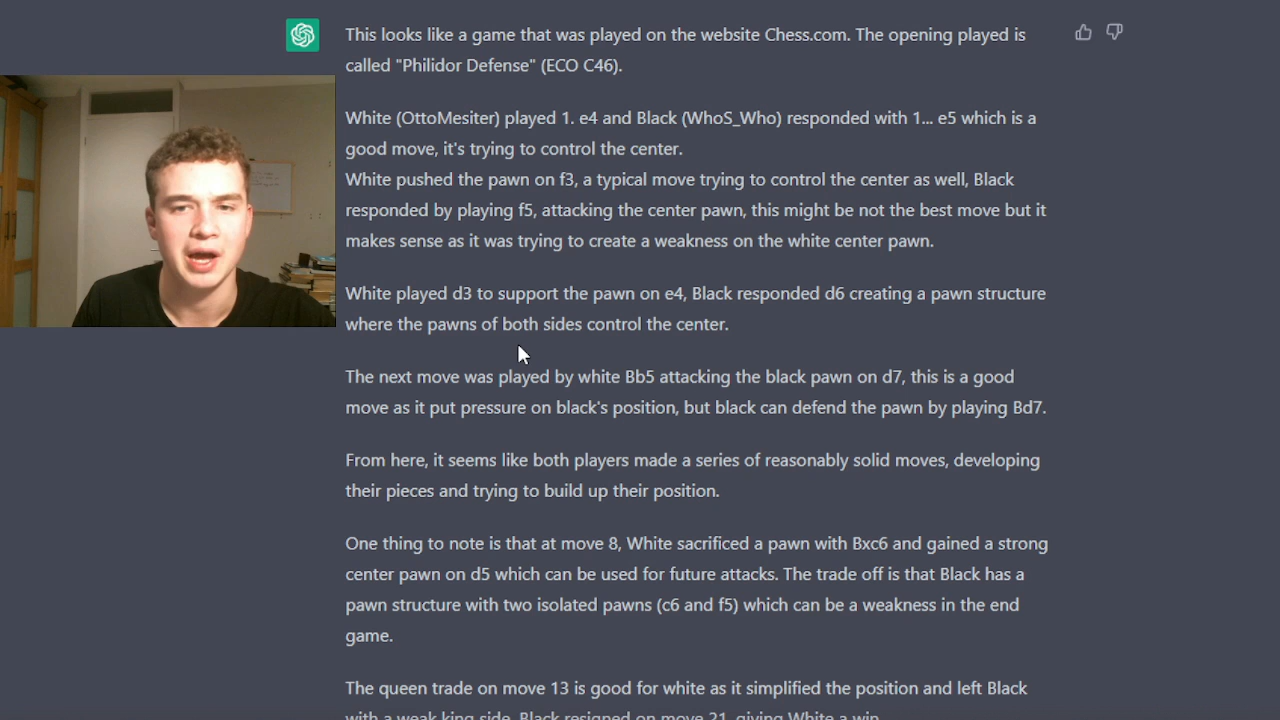 This looks like a game that was played on the website Chess.com. The opening played is
called "Philidor Defense" (ECO C46).
White (OttoMesiter) played 1. e4 and Black (WhoS_Who) responded with 1... e5 which is a
good move, it's trying to control the center.
White pushed the pawn on f3, a typical move trying to control the center as well, Black
responded by playing f5, attacking the center pawn, this might be not the best move but it
makes sense as it was trying to create a weakness on the white center pawn.
White played d3 to support the pawn on e4, Black responded d6 creating a pawn structure
where the pawns of both sides control the center.
The next move was played by white Bb5 attacking the black pawn on d7, this is a good
move as it put pressure on black's position, but black can defend the pawn by playing Bd7.
From here, it seems like both players made a series of reasonably solid moves, developing
their pieces and trying to build up their position.
One thing to note is that at move 8, White sacrificed a pawn with Bxc6 and gained a strong
center pawn on d5 which can be used for future attacks. The trade off is that Black has a
pawn structure with two isolated pawns (c6 and f5) which can be a weakness in the end
game.
The queen trade on move 13 is good for white as it simplified the position and left Black
with a weak king side. Black resigned on move 21, giving White a win.